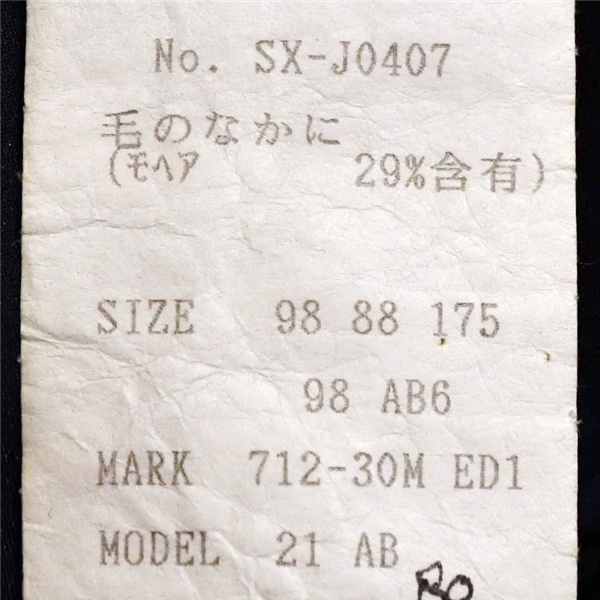 No. SX-J0407
毛のなかに
(モヘア 29%含有)
SIZE 98 88 175
98 AB6
MARK 712-30M ED1
MODEL 21 AB